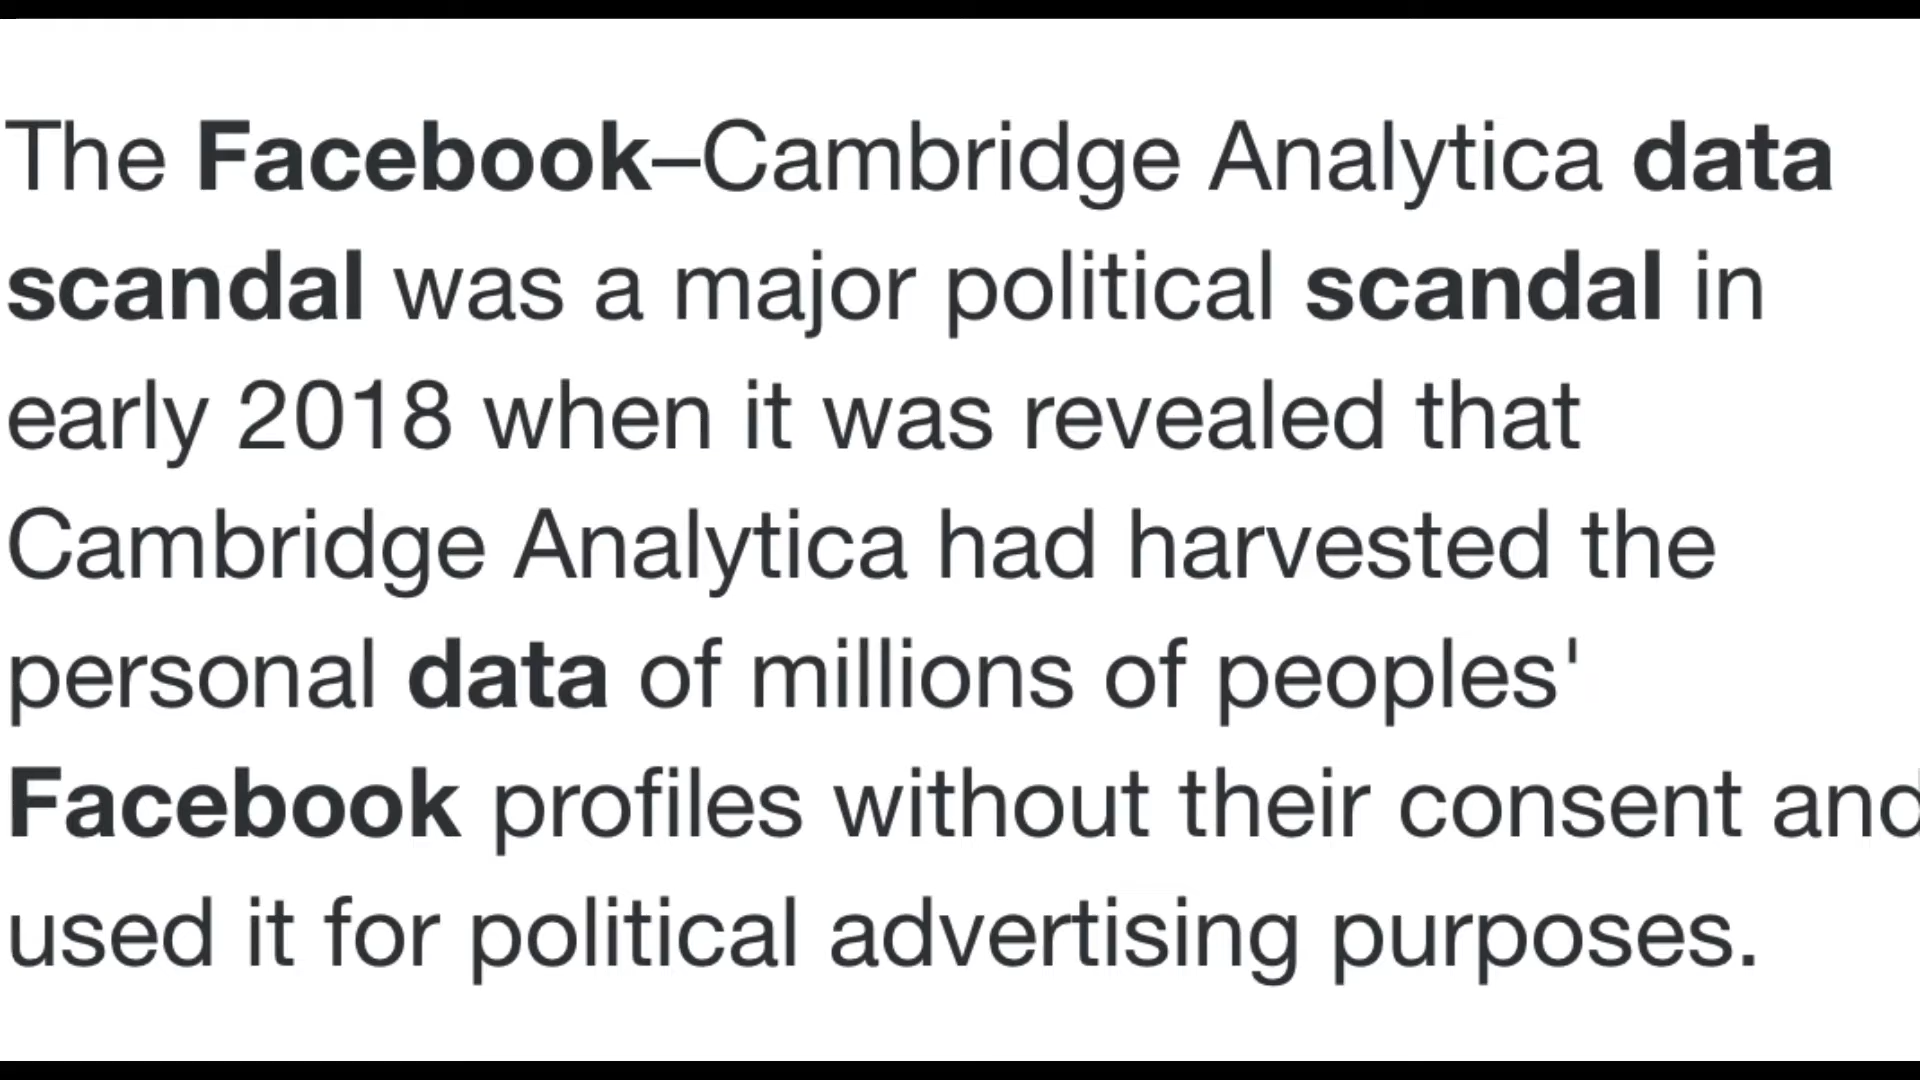 The Facebook–Cambridge Analytica data
scandal was a major political scandal in
early 2018 when it was revealed that
Cambridge Analytica had harvested the
personal data of millions of peoples'
Facebook profiles without their consent and
used it for political advertising purposes.